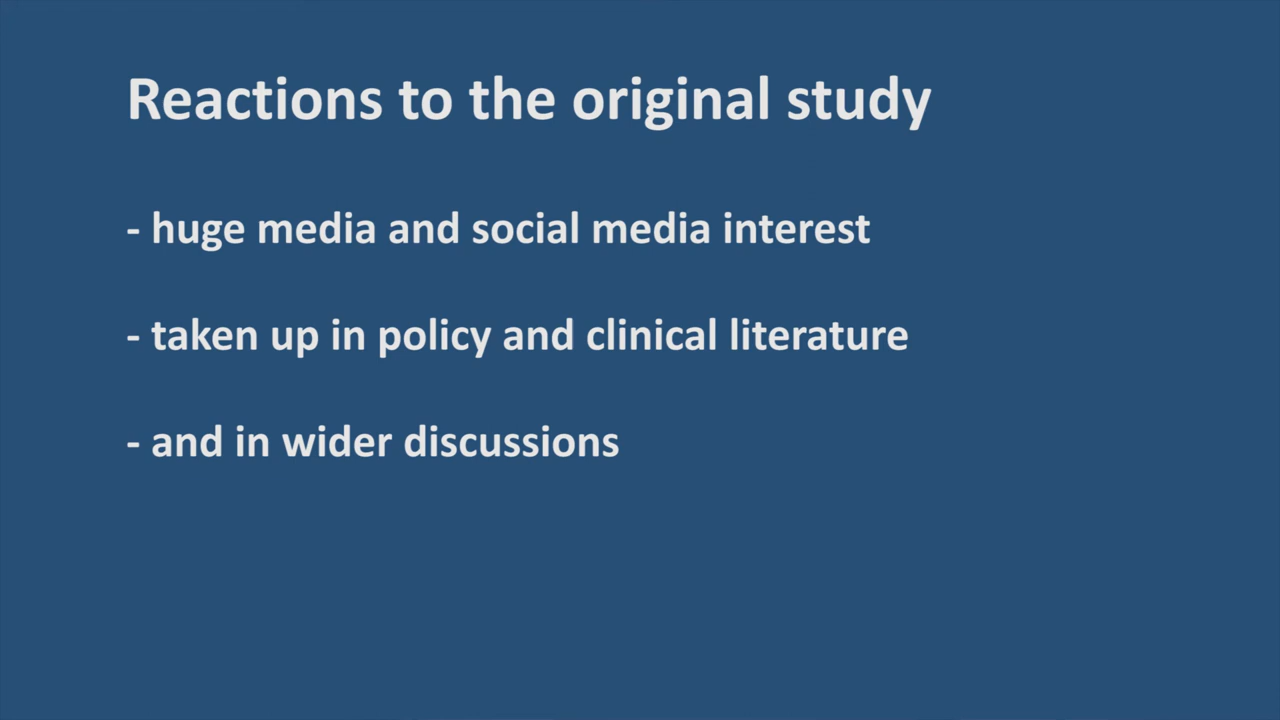 Reactions to the original study
- huge media and social media interest
- taken up in policy and clinical literature
- and in wider discussions